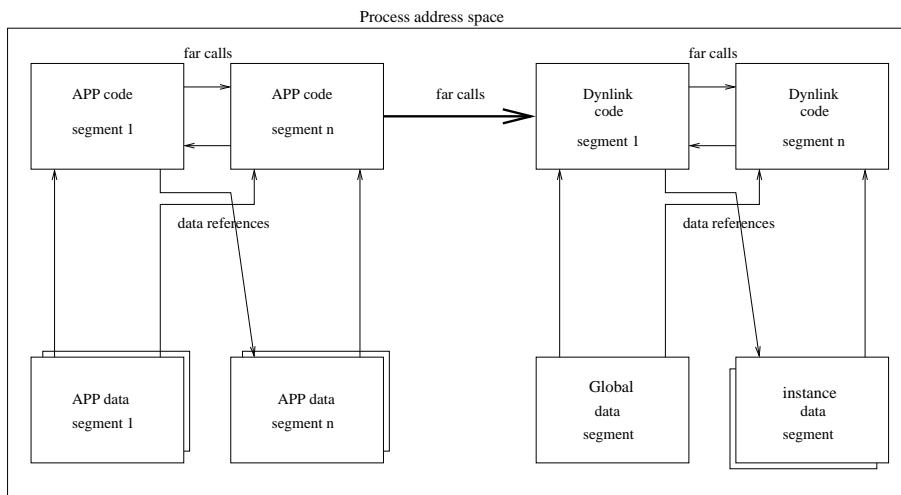 Process address space
far calls
far calls
APP code
segment 1
APP code
segment n
far calls
Dynlink
code
segment 1
Dynlink
code
segment n
data references
data references
APP data
segment 1
APP data
segment n
Global
data
segment
instance
data
segment